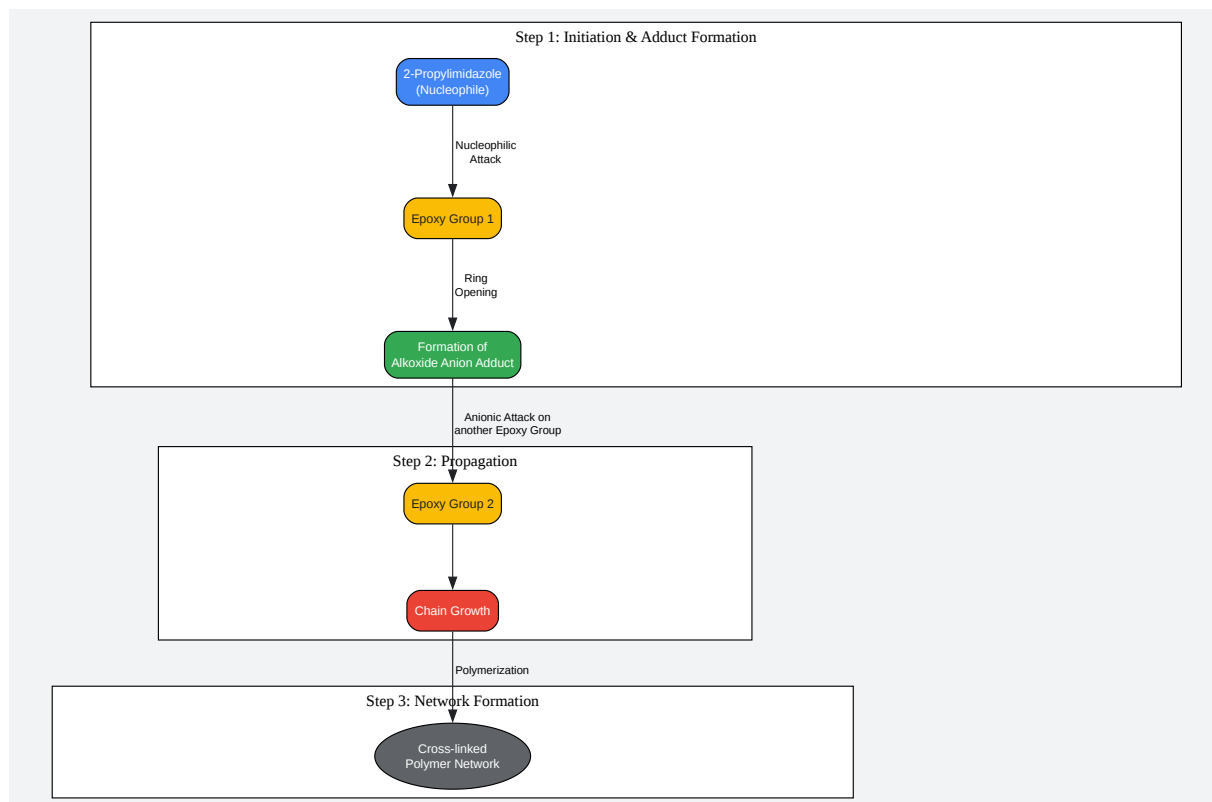 Step 1: Initiation & Adduct Formation
2-Propylimidazole
(Nucleophile)
Nucleophilic
Attack
Epoxy Group 1
Ring
Opening
Formation of
Alkoxide Anion Adduct
Anionic Attack on
another Epoxy Group
Step 2: Propagation
Epoxy Group 2
Chain Growth
Polymerization
Step 3: Network Formation
Cross-linked
Polymer Network